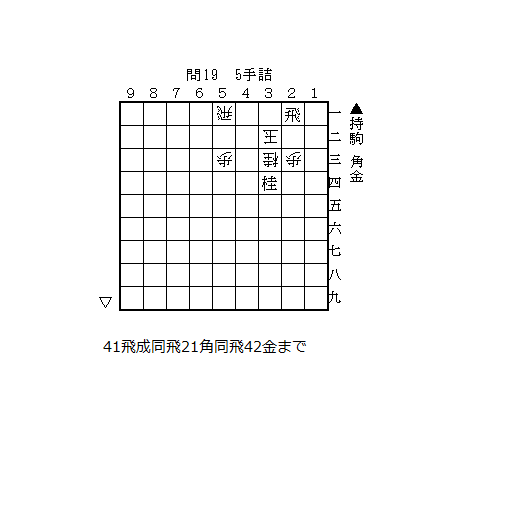 問19　5手詰
9 8 7 6 5 4 3 2 1
飛 飛 一
王 二
歩 桂 歩 三
桂 四
五
六
七
八
九
▲持駒 角金
▽
41飛成同飛21角同飛42金まで